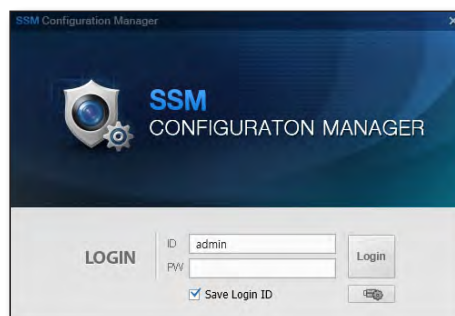 SSM Configuration Manager
SSM
CONFIGURATON MANAGER
LOGIN
ID
admin
PW
Login
Save Login ID